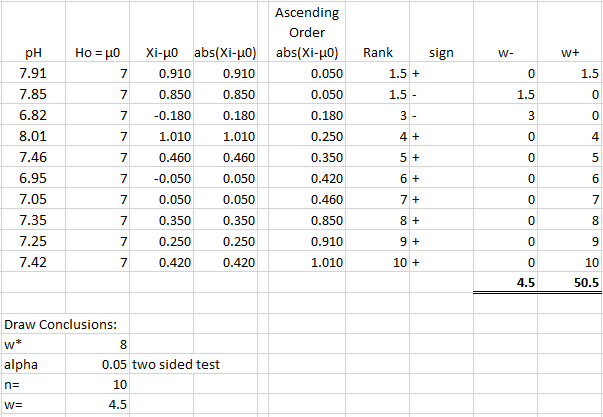 Ascending
Order
pH Ho = µ0 Xi-µ0 abs(Xi-µ0) abs(Xi-µ0) Rank sign w- w+
7.91 7 0.910 0.910 0.050 1.5 + 0 1.5
7.85 7 0.850 0.850 0.050 1.5 - 1.5 0
6.82 7 -0.180 0.180 0.180 3 - 3 0
8.01 7 1.010 1.010 0.250 4 + 0 4
7.46 7 0.460 0.460 0.350 5 + 0 5
6.95 7 -0.050 0.050 0.420 6 + 0 6
7.05 7 0.050 0.050 0.460 7 + 0 7
7.35 7 0.350 0.350 0.850 8 + 0 8
7.25 7 0.250 0.250 0.910 9 + 0 9
7.42 7 0.420 0.420 1.010 10 + 0 10
4.5 50.5
Draw Conclusions:
w* 8
alpha 0.05 two sided test
n= 10
w= 4.5